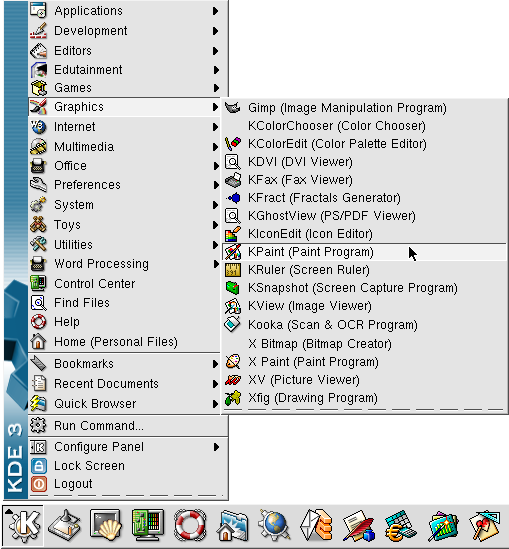 Applications
Development
Editors
Edutainment
Games
Graphics
Internet
Multimedia
Office
Preferences
System
Toys
Utilities
Word Processing
Control Center
Find Files
Help
Home (Personal Files)
Bookmarks
Recent Documents
Quick Browser
Run Command...
Configure Panel
Lock Screen
Logout
KDE 3
Gimp (Image Manipulation Program)
KColorChooser (Color Chooser)
KColorEdit (Color Palette Editor)
KDVI (DVI Viewer)
KFax (Fax Viewer)
KFract (Fractals Generator)
KGhostView (PS/PDF Viewer)
KIconEdit (Icon Editor)
KPaint (Paint Program)
KRuler (Screen Ruler)
KSnapshot (Screen Capture Program)
KView (Image Viewer)
Kooka (Scan & OCR Program)
X Bitmap (Bitmap Creator)
X Paint (Paint Program)
XV (Picture Viewer)
Xfig (Drawing Program)
K